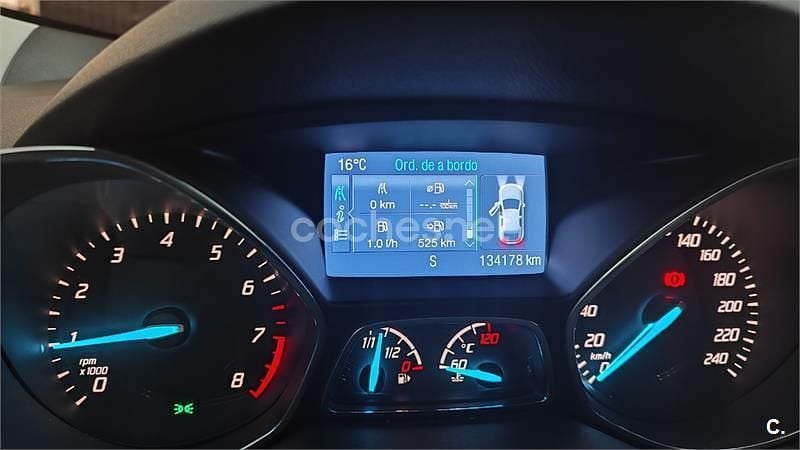 16°C Ord. de a bordo
0 km --.- l/100km
1.0 l/h 525 km
S 134178 km
coches.net
0 1 2 3 4 5 6 7 8
rpm
x1000
1/1 1/2 0
°C 60 120
0 20 40 140 160 180 200 220 240
km/h
C.